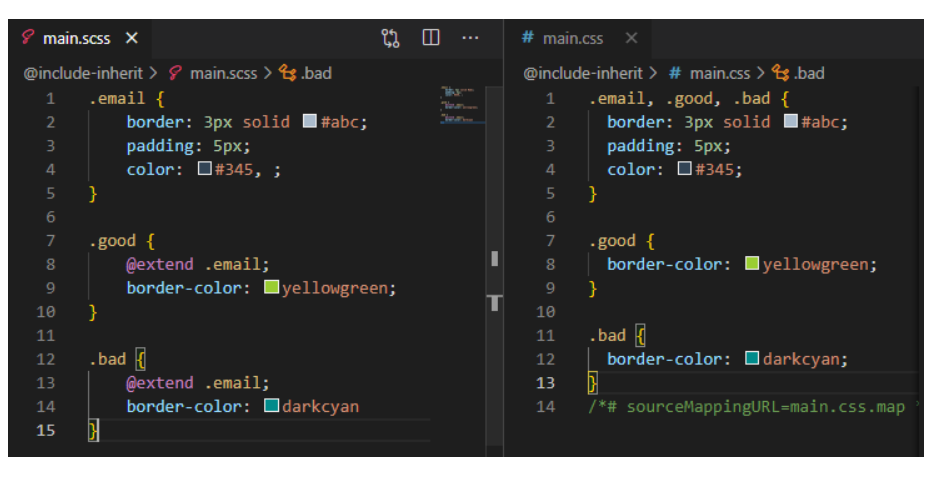 main.scss
@include-inherit > main.scss > .bad
1 .email {
2 border: 3px solid #abc;
3 padding: 5px;
4 color: #345, ;
5 }
6
7 .good {
8 @extend .email;
9 border-color: yellowgreen;
10 }
11
12 .bad {
13 @extend .email;
14 border-color: darkcyan
15 }
# main.css
@include-inherit > # main.css > .bad
1 .email, .good, .bad {
2 border: 3px solid #abc;
3 padding: 5px;
4 color: #345;
5 }
6
7 .good {
8 border-color: yellowgreen;
9 }
10
11 .bad {
12 border-color: darkcyan;
13 }
14 /*# sourceMappingURL=main.css.map